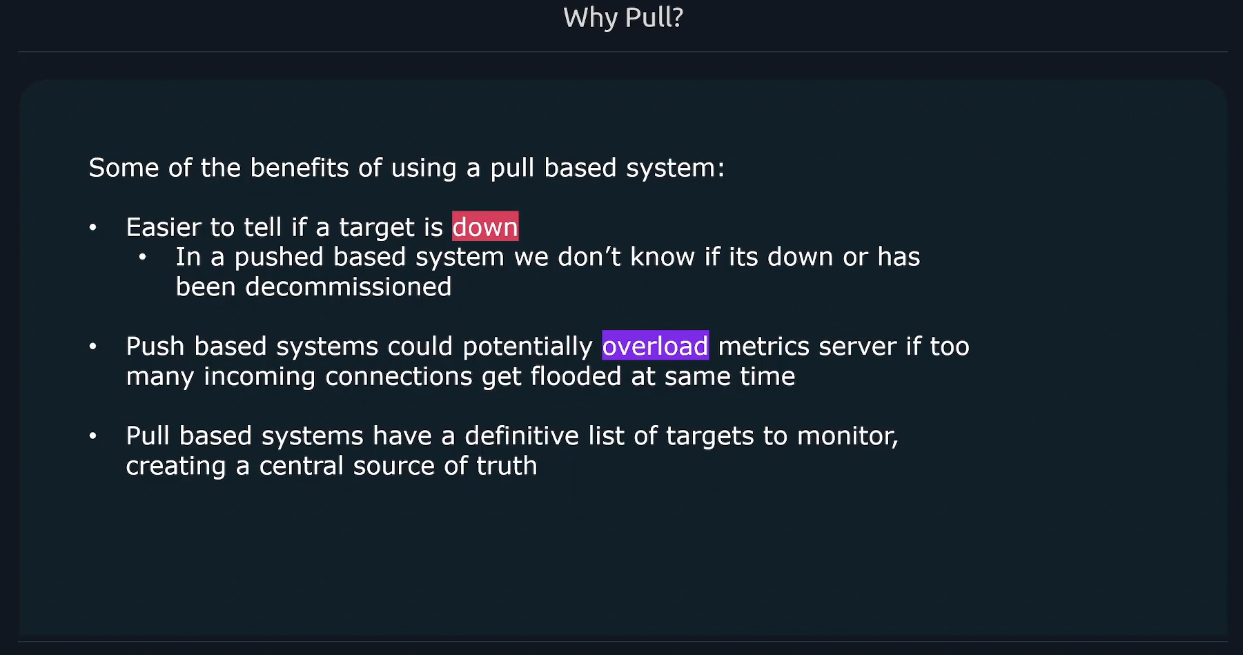 Why Pull?
Some of the benefits of using a pull based system:
• Easier to tell if a target is down
• In a pushed based system we don’t know if its down or has
been decommissioned
• Push based systems could potentially overload metrics server if too
many incoming connections get flooded at same time
• Pull based systems have a definitive list of targets to monitor,
creating a central source of truth